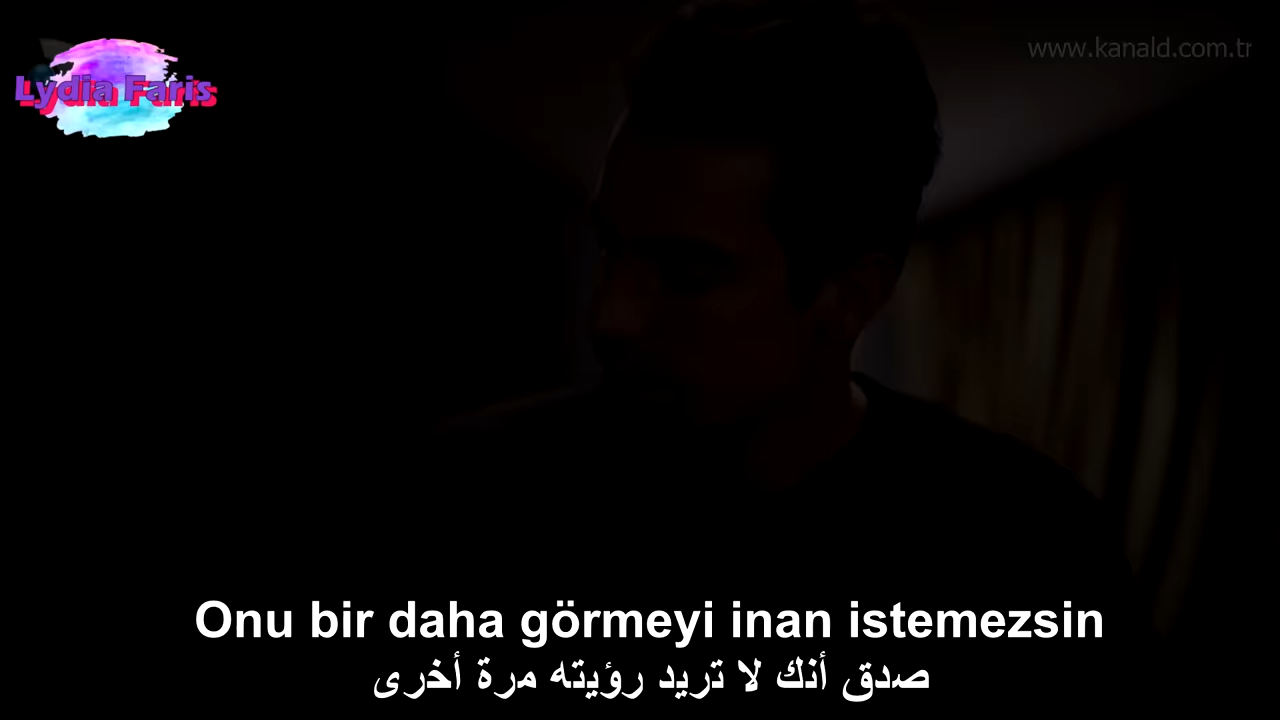 www.kanald.com.tr
Lydia Faris
Onu bir daha görmeyi inan istemezsin
صدق أنك لا تريد رؤيته مرة أخرى